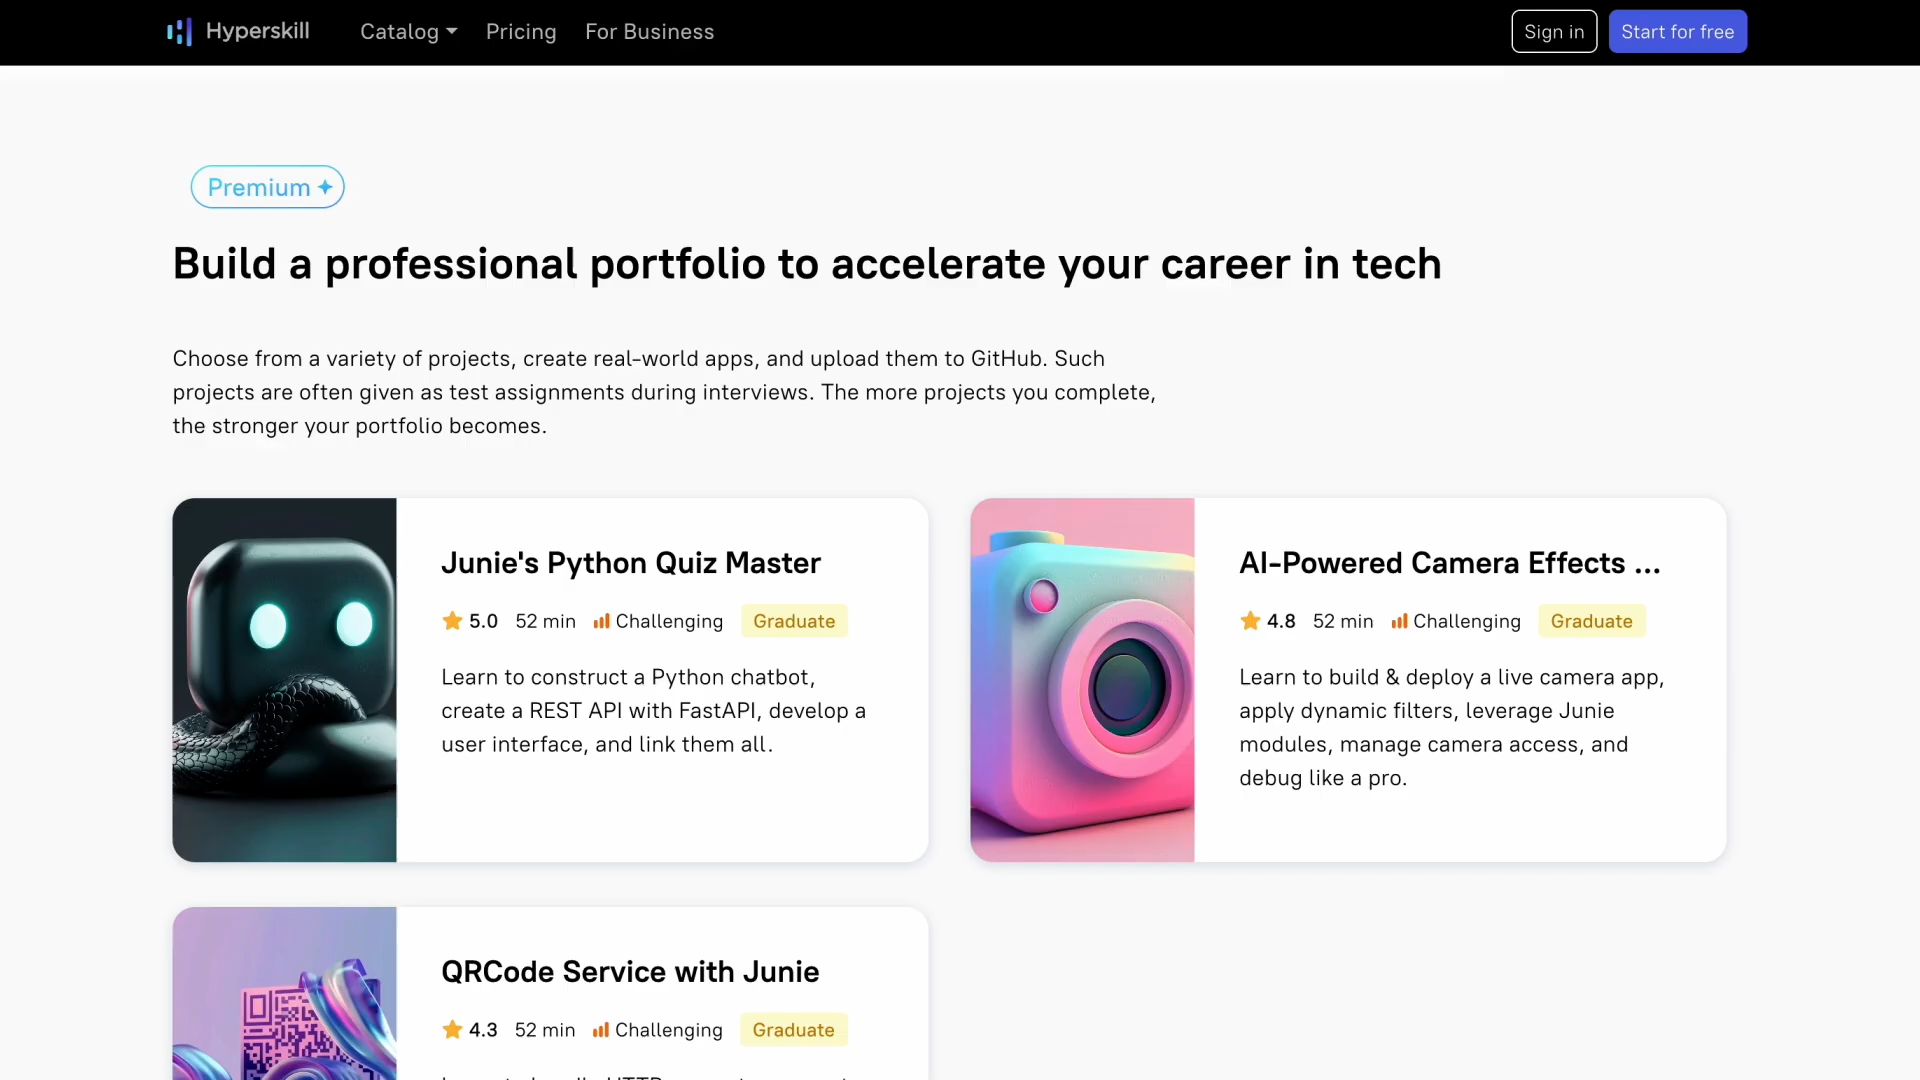 Hyperskill
Catalog
Pricing
For Business
Sign in
Start for free
Premium
Build a professional portfolio to accelerate your career in tech
Choose from a variety of projects, create real-world apps, and upload them to GitHub. Such
projects are often given as test assignments during interviews. The more projects you complete,
the stronger your portfolio becomes.
Junie's Python Quiz Master
5.0 52 min Challenging Graduate
Learn to construct a Python chatbot,
create a REST API with FastAPI, develop a
user interface, and link them all.
AI-Powered Camera Effects ...
4.8 52 min Challenging Graduate
Learn to build & deploy a live camera app,
apply dynamic filters, leverage Junie
modules, manage camera access, and
debug like a pro.
QRCode Service with Junie
4.3 52 min Challenging Graduate